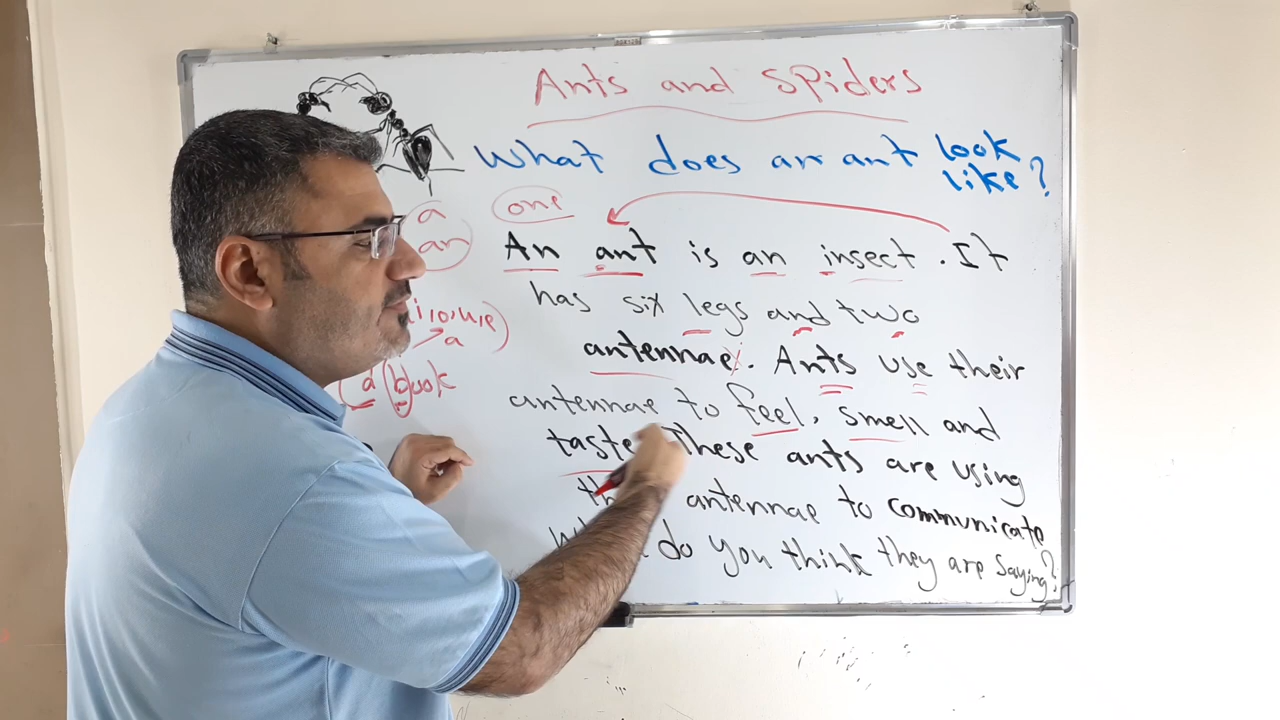 Ants and Spiders
What does an ant look
like?
a
an
one
An ant is an insect. It
has six legs and two
i, o, u, e
a
antennae. Ants use their
a book
antennae to feel, smell and
taste. These ants are using
antennae to communicate
do you think they are saying?